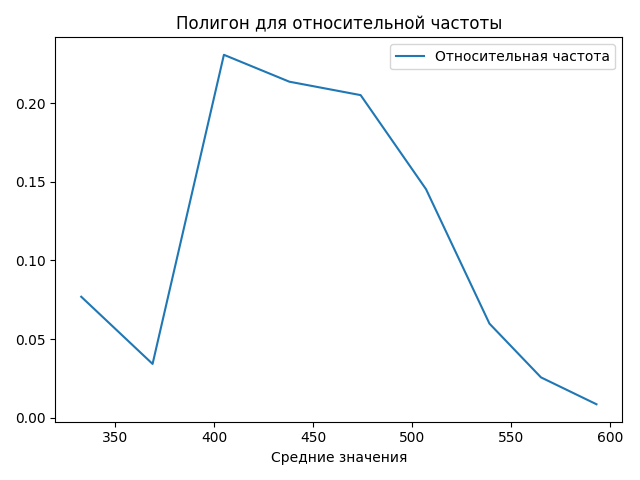 Полигон для относительной частоты
Относительная частота
0.20
0.15
0.10
0.05
0.00
350 400 450 500 550 600
Средние значения